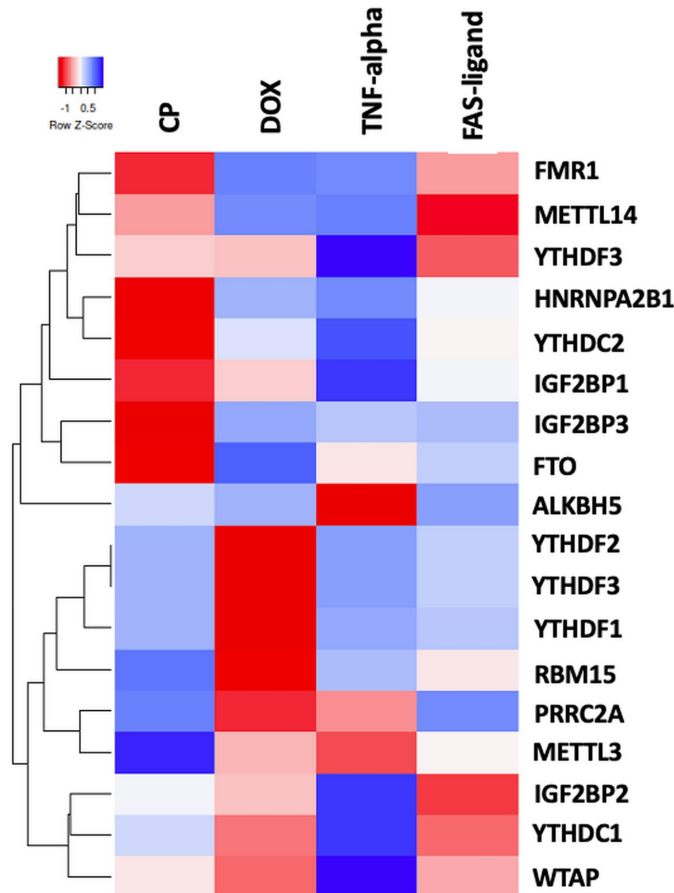 -1 0.5
Row Z-Score
CP
DOX
TNF-alpha
FAS-ligand
FMR1
METTL14
YTHDF3
HNRNPA2B1
YTHDC2
IGF2BP1
IGF2BP3
FTO
ALKBH5
YTHDF2
YTHDF3
YTHDF1
RBM15
PRRC2A
METTL3
IGF2BP2
YTHDC1
WTAP